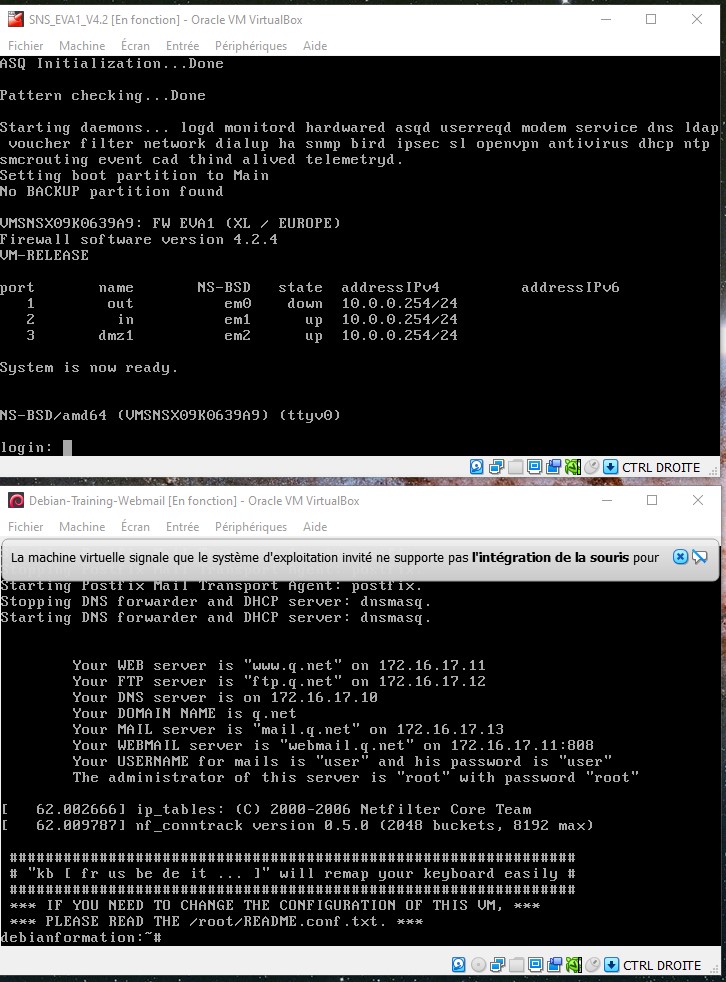 SNS_EVA1_V4.2 [En fonction] - Oracle VM VirtualBox
Fichier Machine Écran Entrée Périphériques Aide
ASQ Initialization...Done
Pattern checking...Done
Starting daemons... logd monitord hardwared asqd userreqd modem service dns ldap
voucher filter network dialup ha snmp bird ipsec sl openvpn antivirus dhcp ntp
smcrouting event cad thind alived telemetryd.
Setting boot partition to Main
No BACKUP partition found
VMSNSX09K0639A9: FW EVA1 (XL / EUROPE)
Firewall software version 4.2.4
VM-RELEASE
port name NS-BSD state addressIPv4 addressIPv6
1 out em0 down 10.0.0.254/24
2 in em1 up 10.0.0.254/24
3 dmz1 em2 up 10.0.0.254/24
System is now ready.
NS-BSD/amd64 (VMSNSX09K0639A9) (ttyv0)
login:
CTRL DROITE
Debian-Training-Webmail [En fonction] - Oracle VM VirtualBox
Fichier Machine Écran Entrée Périphériques Aide
La machine virtuelle signale que le système d'exploitation invité ne supporte pas l'intégration de la souris pour
Starting Postfix Mail Transport Agent: postfix.
Stopping DNS forwarder and DHCP server: dnsmasq.
Starting DNS forwarder and DHCP server: dnsmasq.
Your WEB server is "www.q.net" on 172.16.17.11
Your FTP server is "ftp.q.net" on 172.16.17.12
Your DNS server is on 172.16.17.10
Your DOMAIN NAME is q.net
Your MAIL server is "mail.q.net" on 172.16.17.13
Your WEBMAIL server is "webmail.q.net" on 172.16.17.11:808
Your USERNAME for mails is "user" and his password is "user"
The administrator of this server is "root" with password "root"
[ 62.002666] ip_tables: (C) 2000-2006 Netfilter Core Team
[ 62.009787] nf_conntrack version 0.5.0 (2048 buckets, 8192 max)
###############################################################
# "kb [ fr us be de it ... ]" will remap your keyboard easily #
###############################################################
*** IF YOU NEED TO CHANGE THE CONFIGURATION OF THIS VM, ***
*** PLEASE READ THE /root/README.conf.txt. ***
debianformation:~#
CTRL DROITE